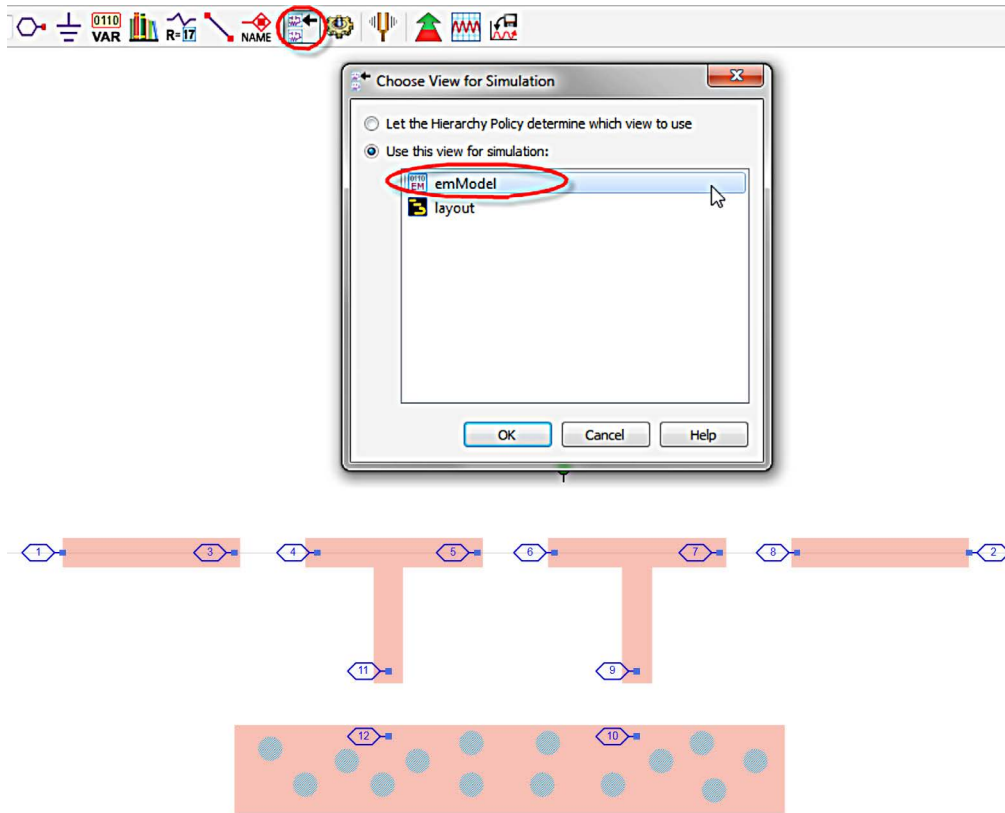 0110
VAR
R=17
NAME
Choose View for Simulation
Let the Hierarchy Policy determine which view to use
Use this view for simulation:
0110
EM
emModel
layout
OK Cancel Help
1 3 4 5 6 7 8 2
11 9
12 10